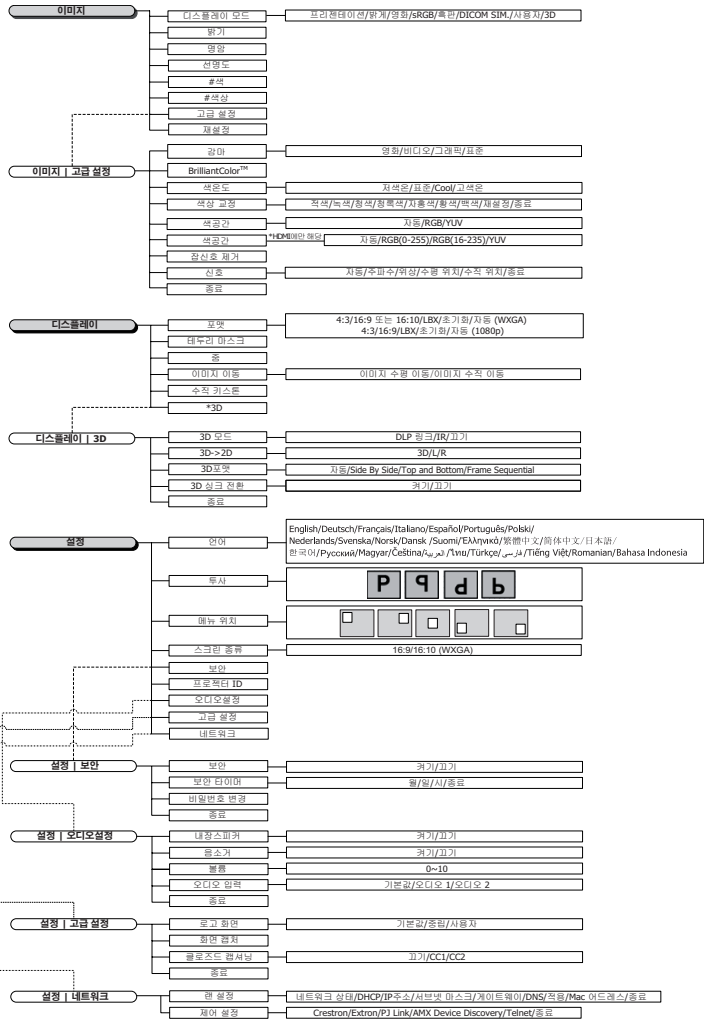 이미지
디스플레이 모드
프리젠테이션/밝게/영화/sRGB/흑판/DICOM SIM./사용자/3D
밝기
명암
선명도
#색
#색상
고급 설정
재설정
이미지 | 고급 설정
감마
영화/비디오/그래픽/표준
BrilliantColor™
색온도
저색온/표준/Cool/고색온
색상 교정
적색/녹색/청색/청록색/자홍색/황색/백색/재설정/종료
색공간
자동/RGB/YUV
색공간
*HDMI에만 해당
자동/RGB(0-255)/RGB(16-235)/YUV
잡신호 제거
신호
자동/주파수/위상/수평 위치/수직 위치/종료
종료
디스플레이
포맷
4:3/16:9 또는 16:10/LBX/초기화/자동 (WXGA)
4:3/16:9/LBX/초기화/자동 (1080p)
테두리 마스크
줌
이미지 이동
이미지 수평 이동/이미지 수직 이동
수직 키스톤
*3D
디스플레이 | 3D
3D 모드
DLP 링크/IR/끄기
3D->2D
3D/L/R
3D포맷
자동/Side By Side/Top and Bottom/Frame Sequential
3D 싱크 전환
켜기/끄기
종료
설정
언어
English/Deutsch/Français/Italiano/Español/Português/Polski/
Nederlands/Svenska/Norsk/Dansk /Suomi/Ελληνικά/繁體中文/简体中文/日本語/
한국어/Русский/Magyar/Čeština/العربية/ไทย/Türkçe/فارسی/Tiếng Việt/Romanian/Bahasa Indonesia
투사
P P P P
메뉴 위치
스크린 종류
16:9/16:10 (WXGA)
보안
프로젝터 ID
오디오설정
고급 설정
네트워크
설정 | 보안
보안
켜기/끄기
보안 타이머
월/일/시/종료
비밀번호 변경
종료
설정 | 오디오설정
내장스피커
켜기/끄기
음소거
켜기/끄기
볼륨
0~10
오디오 입력
기본값/오디오 1/오디오 2
종료
설정 | 고급 설정
로고 화면
기본값/중립/사용자
화면 캡처
클로즈드 캡셔닝
끄기/CC1/CC2
종료
설정 | 네트워크
랜 설정
네트워크 상태/DHCP/IP주소/서브넷 마스크/게이트웨이/DNS/적용/Mac 어드레스/종료
제어 설정
Crestron/Extron/PJ Link/AMX Device Discovery/Telnet/종료